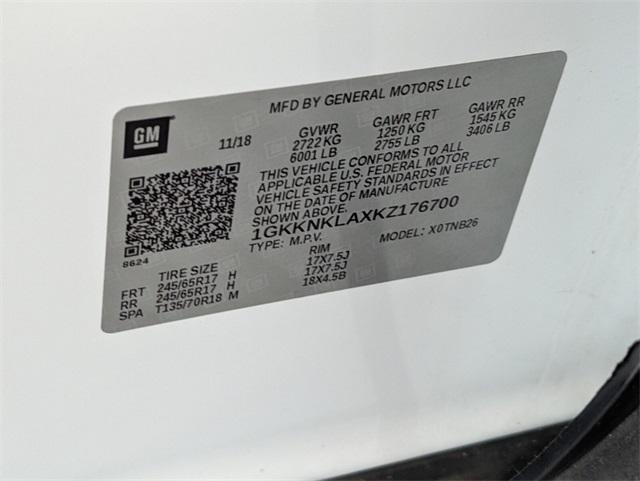 MFD BY GENERAL MOTORS LLC
GM
11/18 GVWR GAWR FRT GAWR RR
2722 KG 1250 KG 1545 KG
6001 LB 2755 LB 3406 LB
THIS VEHICLE CONFORMS TO ALL
APPLICABLE U.S. FEDERAL MOTOR
VEHICLE SAFETY STANDARDS IN EFFECT
ON THE DATE OF MANUFACTURE
SHOWN ABOVE.
1GKKNKLAXKZ176700
TYPE: M.P.V. MODEL: X0TNB26
8624
TIRE SIZE RIM
FRT 245/65R17 H 17X7.5J
RR 245/65R17 H 17X7.5J
SPA T135/70R18 M 18X4.5B